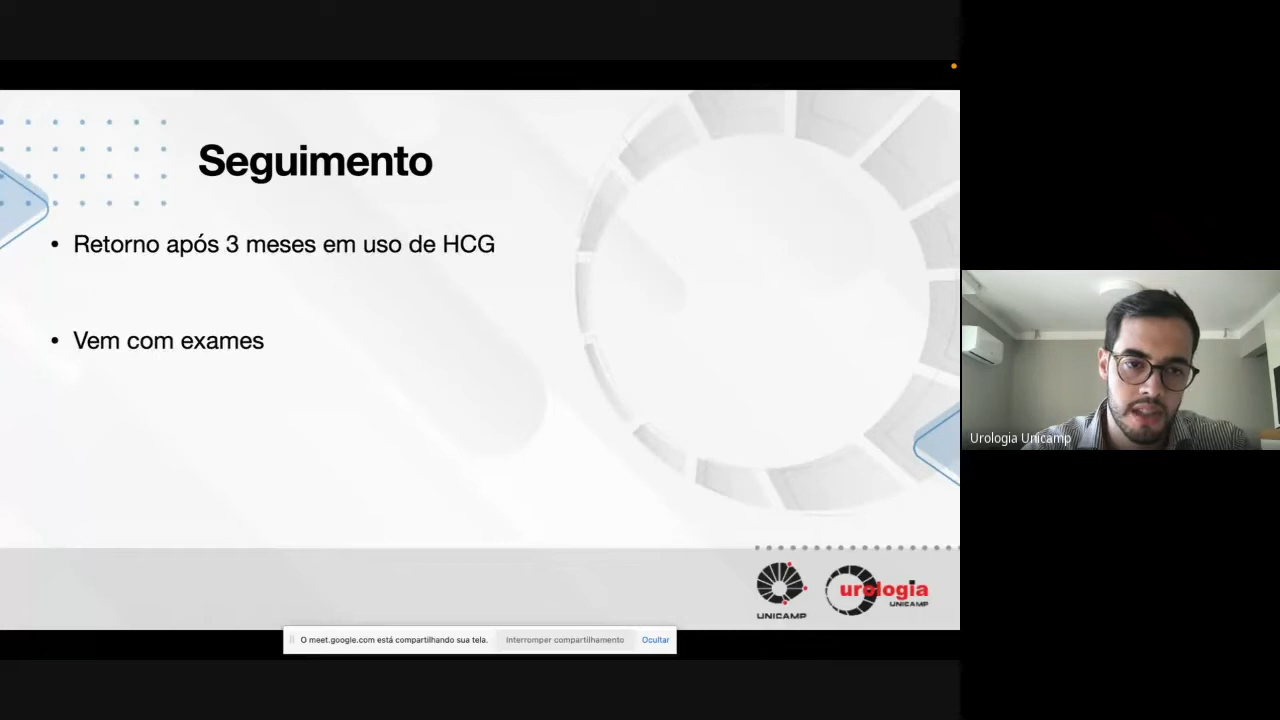 Seguimento
• Retorno após 3 meses em uso de HCG
• Vem com exames
Urologia Unicamp
UNICAMP
urologia
UNICAMP
O meet.google.com está compartilhando sua tela.
Interromper compartilhamento
Ocultar